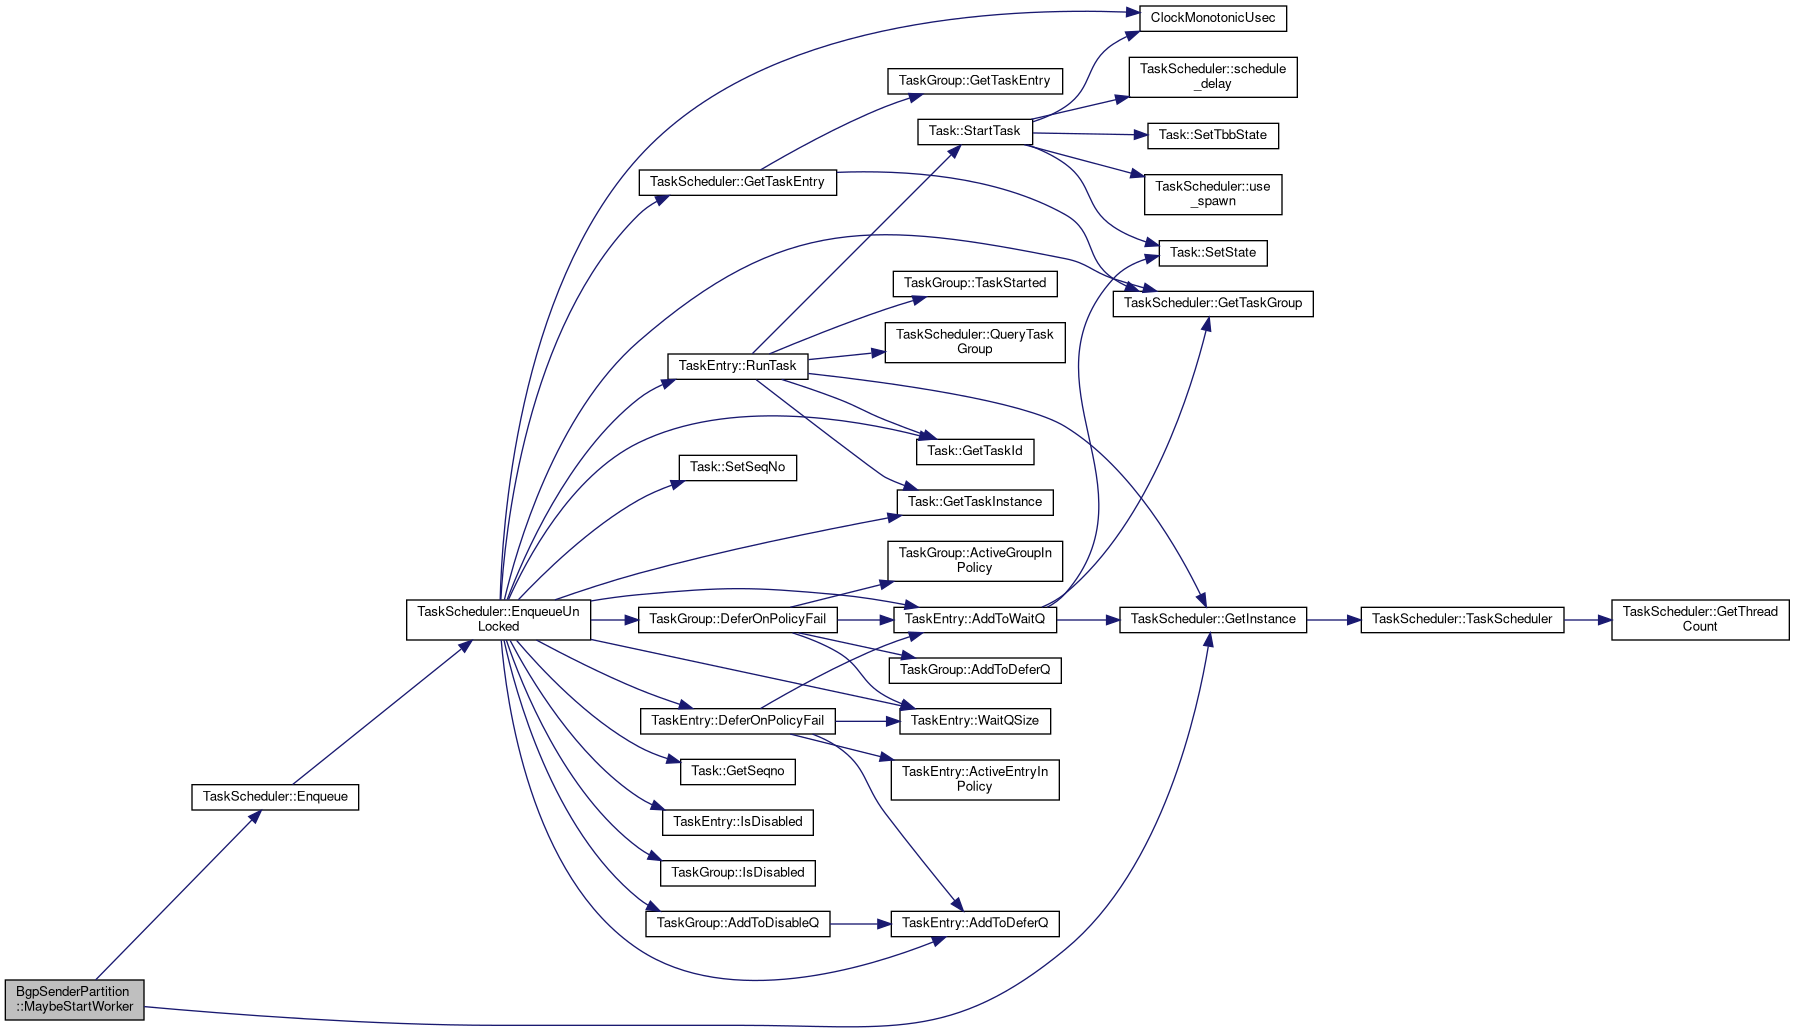 ClockMonotonicUsec
TaskScheduler::schedule
_delay
TaskGroup::GetTaskEntry
Task::StartTask
Task::SetTbbState
TaskScheduler::GetTaskEntry
TaskScheduler::use
_spawn
Task::SetState
TaskGroup::TaskStarted
TaskScheduler::GetTaskGroup
TaskScheduler::QueryTask
Group
TaskEntry::RunTask
Task::GetTaskId
Task::SetSeqNo
Task::GetTaskInstance
TaskGroup::ActiveGroupIn
Policy
TaskScheduler::EnqueueUn
Locked
TaskGroup::DeferOnPolicyFail
TaskEntry::AddToWaitQ
TaskScheduler::GetInstance
TaskScheduler::TaskScheduler
TaskScheduler::GetThread
Count
TaskGroup::AddToDeferQ
TaskEntry::DeferOnPolicyFail
TaskEntry::WaitQSize
Task::GetSeqno
TaskEntry::ActiveEntryIn
Policy
TaskScheduler::Enqueue
TaskEntry::IsDisabled
TaskGroup::IsDisabled
TaskGroup::AddToDisableQ
TaskEntry::AddToDeferQ
BgpSenderPartition
::MaybeStartWorker